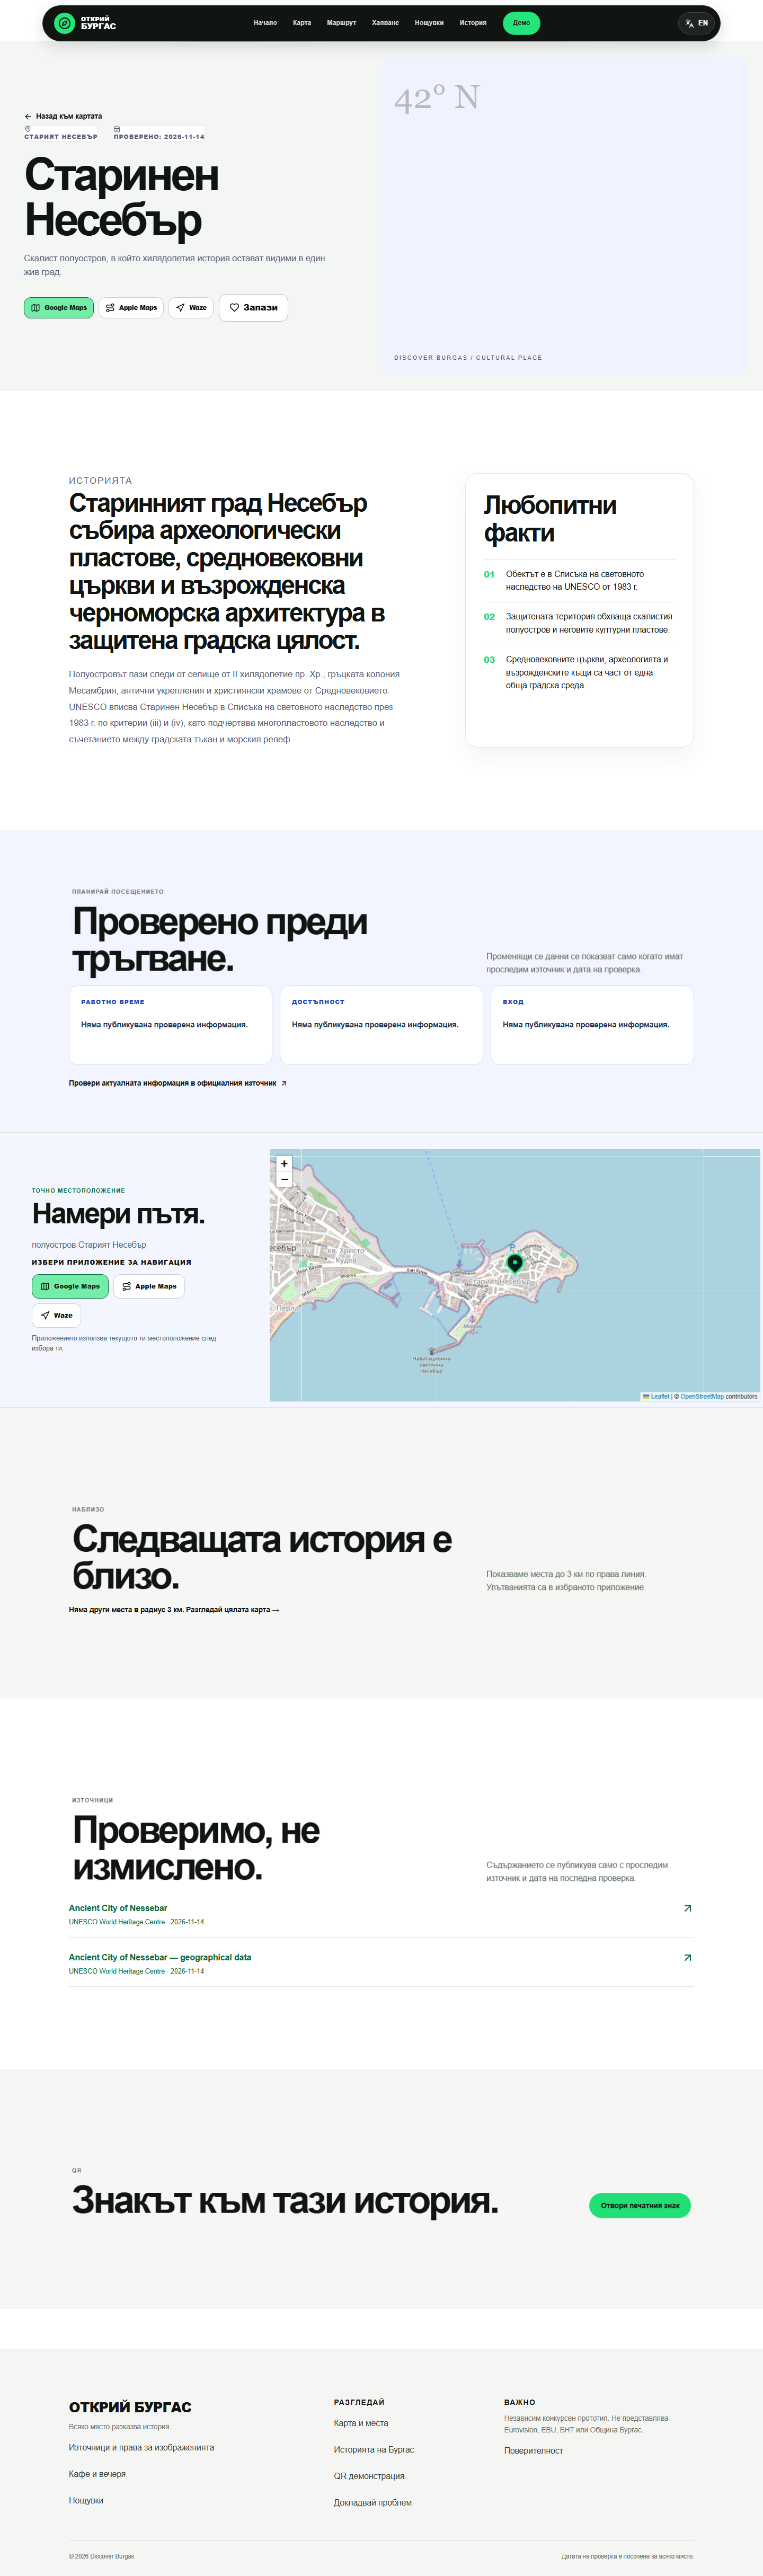 ОТКРИЙ
БУРГАС
Начало
Карта
Маршрут
Хапване
Нощувки
История
Демо
EN
Назад към картата
СТАРИЯТ НЕСЕБЪР
ПРОВЕРЕНО: 2026-11-14
Старинен
Несебър
Скалист полуостров, в който хилядолетия история остават видими в един
жив град.
Google Maps
Apple Maps
Waze
Запази
42° N
DISCOVER BURGAS / CULTURAL PLACE
ИСТОРИЯТА
Старинният град Несебър
събира археологически
пластове, средновековни
църкви и възрожденска
черноморска архитектура в
защитена градска цялост.
Полуостровът пази следи от селище от II хилядолетие пр. Хр., гръцката колония
Месамбрия, антични укрепления и християнски храмове от Средновековието.
UNESCO вписва Старинен Несебър в Списъка на световното наследство през
1983 г. по критерии (iii) и (iv), като подчертава многопластовото наследство и
съчетанието между градската тъкан и морския релеф.
Любопитни
факти
01
Обектът е в Списъка на световното
наследство на UNESCO от 1983 г.
02
Защитената територия обхваща скалистия
полуостров и неговите културни пластове.
03
Средновековните църкви, археологията и
възрожденските къщи са част от една
обща градска среда.
ПЛАНИРАЙ ПОСЕЩЕНИЕТО
Проверено преди
тръгване.
Променящи се данни се показват само когато имат
проследим източник и дата на проверка.
РАБОТНО ВРЕМЕ
Няма публикувана проверена информация.
ДОСТЪПНОСТ
Няма публикувана проверена информация.
ВХОД
Няма публикувана проверена информация.
Провери актуалната информация в официалния източник
ТОЧНО МЕСТОПОЛОЖЕНИЕ
Намери пътя.
полуостров Старият Несебър
ИЗБЕРИ ПРИЛОЖЕНИЕ ЗА НАВИГАЦИЯ
Google Maps
Apple Maps
Waze
Приложението използва текущото ти местоположение след
избора ти.
+
−
есебър
кв. Христо
Кудев
Перла
Старият Несебър
Навигационна
светлина
Несебър
Leaflet | © OpenStreetMap contributors
НАБЛИЗО
Следващата история е
близо.
Показваме места до 3 км по права линия.
Упътванията са в избраното приложение.
Няма други места в радиус 3 км. Разгледай цялата карта →
ИЗТОЧНИЦИ
Проверимо, не
измислено.
Съдържанието се публикува само с проследим
източник и дата на последна проверка.
Ancient City of Nessebar
UNESCO World Heritage Centre · 2026-11-14
Ancient City of Nessebar — geographical data
UNESCO World Heritage Centre · 2026-11-14
QR
Знакът към тази история.
Отвори печатния знак
ОТКРИЙ БУРГАС
Всяко място разказва история.
Източници и права за изображенията
Кафе и вечеря
Нощувки
РАЗГЛЕДАЙ
Карта и места
Историята на Бургас
QR демонстрация
Докладвай проблем
ВАЖНО
Независим конкурсен прототип. Не представлява
Eurovision, EBU, БНТ или Община Бургас.
Поверителност
© 2026 Discover Burgas
Датата на проверка е посочена за всяко място.